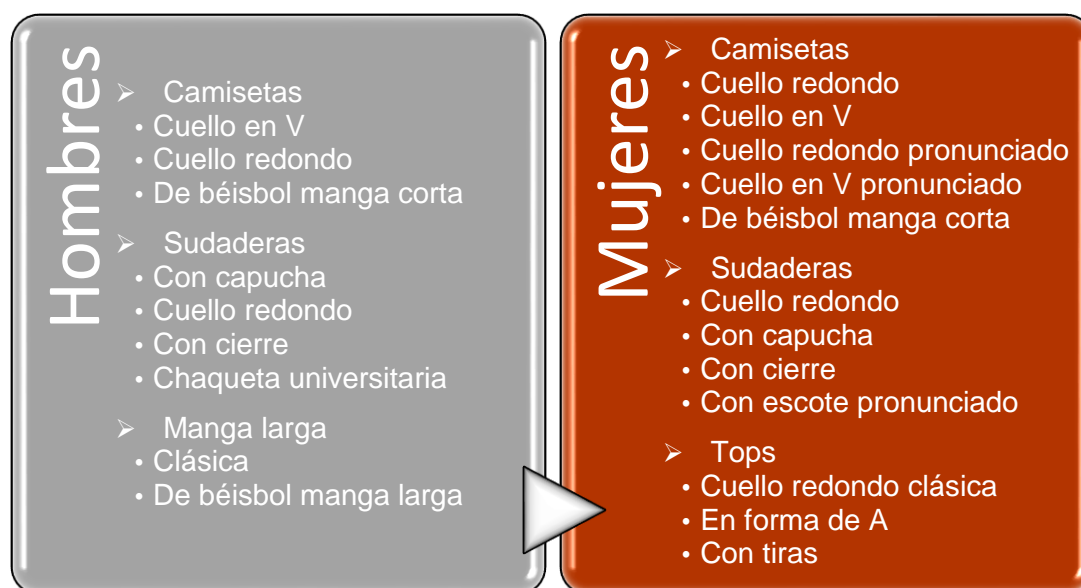 Hombres
➢ Camisetas
• Cuello en V
• Cuello redondo
• De béisbol manga corta
➢ Sudaderas
• Con capucha
• Cuello redondo
• Con cierre
• Chaqueta universitaria
➢ Manga larga
• Clásica
• De béisbol manga larga
Mujeres
➢ Camisetas
• Cuello redondo
• Cuello en V
• Cuello redondo pronunciado
• Cuello en V pronunciado
• De béisbol manga corta
➢ Sudaderas
• Cuello redondo
• Con capucha
• Con cierre
• Con escote pronunciado
➢ Tops
• Cuello redondo clásica
• En forma de A
• Con tiras